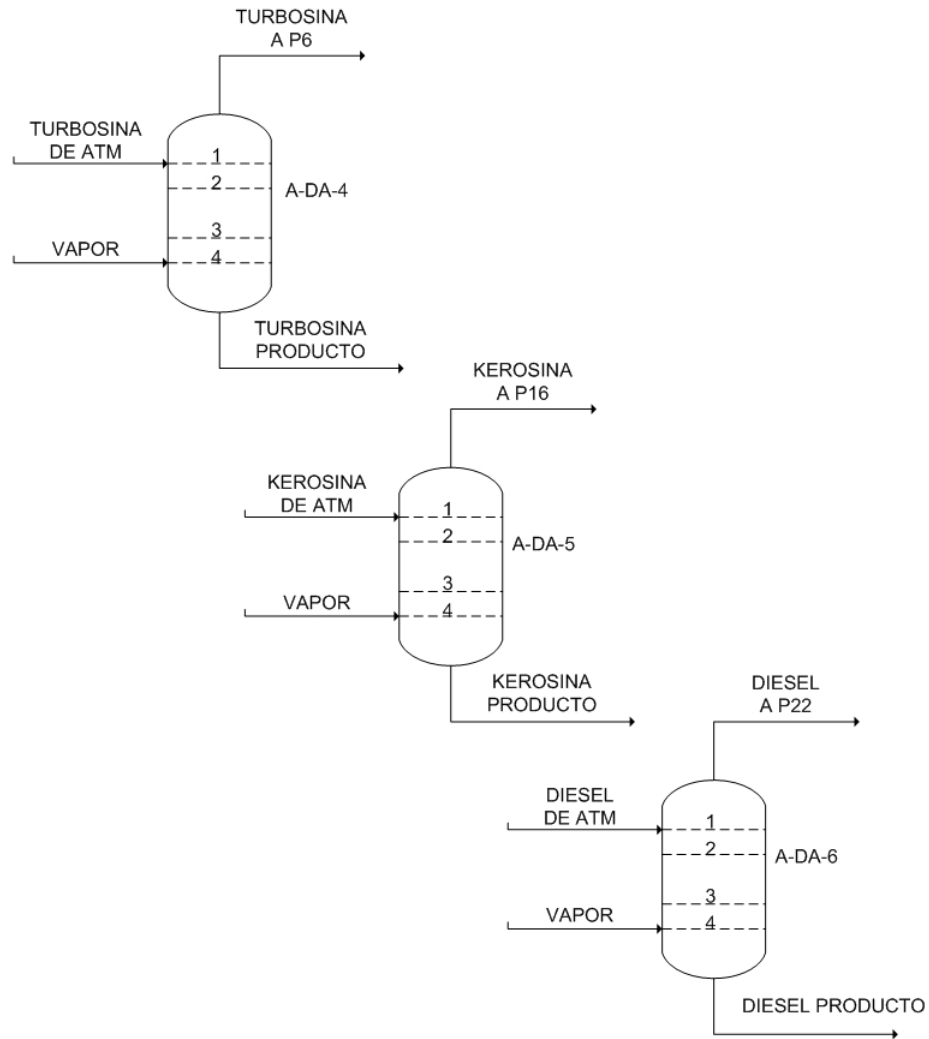 TURBOSINA
A P6
TURBOSINA
DE ATM
1
2
A-DA-4
3
VAPOR
4
TURBOSINA
PRODUCTO
KEROSINA
A P16
KEROSINA
DE ATM
1
2
A-DA-5
3
VAPOR
4
KEROSINA
PRODUCTO
DIESEL
A P22
DIESEL
DE ATM
1
2
A-DA-6
3
VAPOR
4
DIESEL PRODUCTO